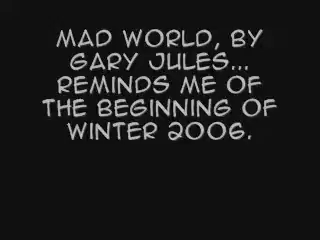 MAD WORLD, BY
GARY JULES...
REMINDS ME OF
THE BEGINNING OF
WINTER 2006.